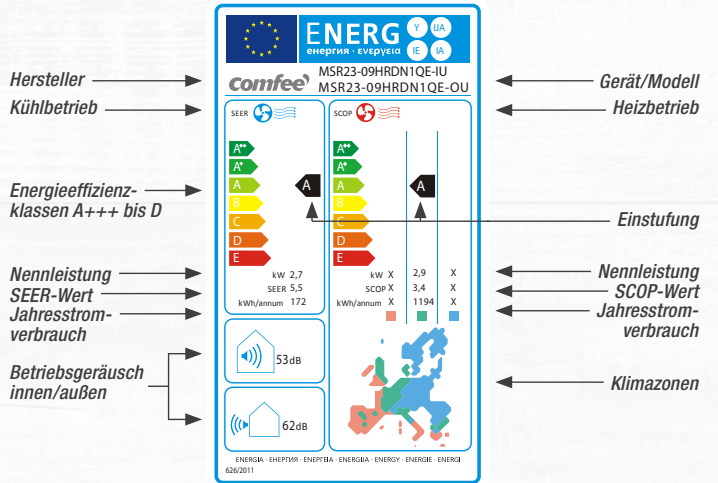 ENERG
енергия · ενεργεια
Y UA
IE IA
Hersteller
Kühlbetrieb
Energieeffizienz-
klassen A+++ bis D
Nennleistung
SEER-Wert
Jahresstrom-
verbrauch
Betriebsgeräusch
innen/außen
comfee
MSR23-09HRDN1QE-IU
MSR23-09HRDN1QE-OU
SEER
A++
A+
A
B
C
D
E
A
kW 2,7
SEER 5,5
kWh/annum 172
SCOP
A++
A+
A
B
C
D
E
A
kW X 2,9 X
SCOP X 3,4 X
kWh/annum X 1194 X
53dB
62dB
ENERGIA · ЕНЕРГИЯ · ΕΝΕΡΓΕΙΑ · ENERGIJA · ENERGY · ENERGIE · ENERGI
626/2011
Gerät/Modell
Heizbetrieb
Einstufung
Nennleistung
SCOP-Wert
Jahresstrom-
verbrauch
Klimazonen